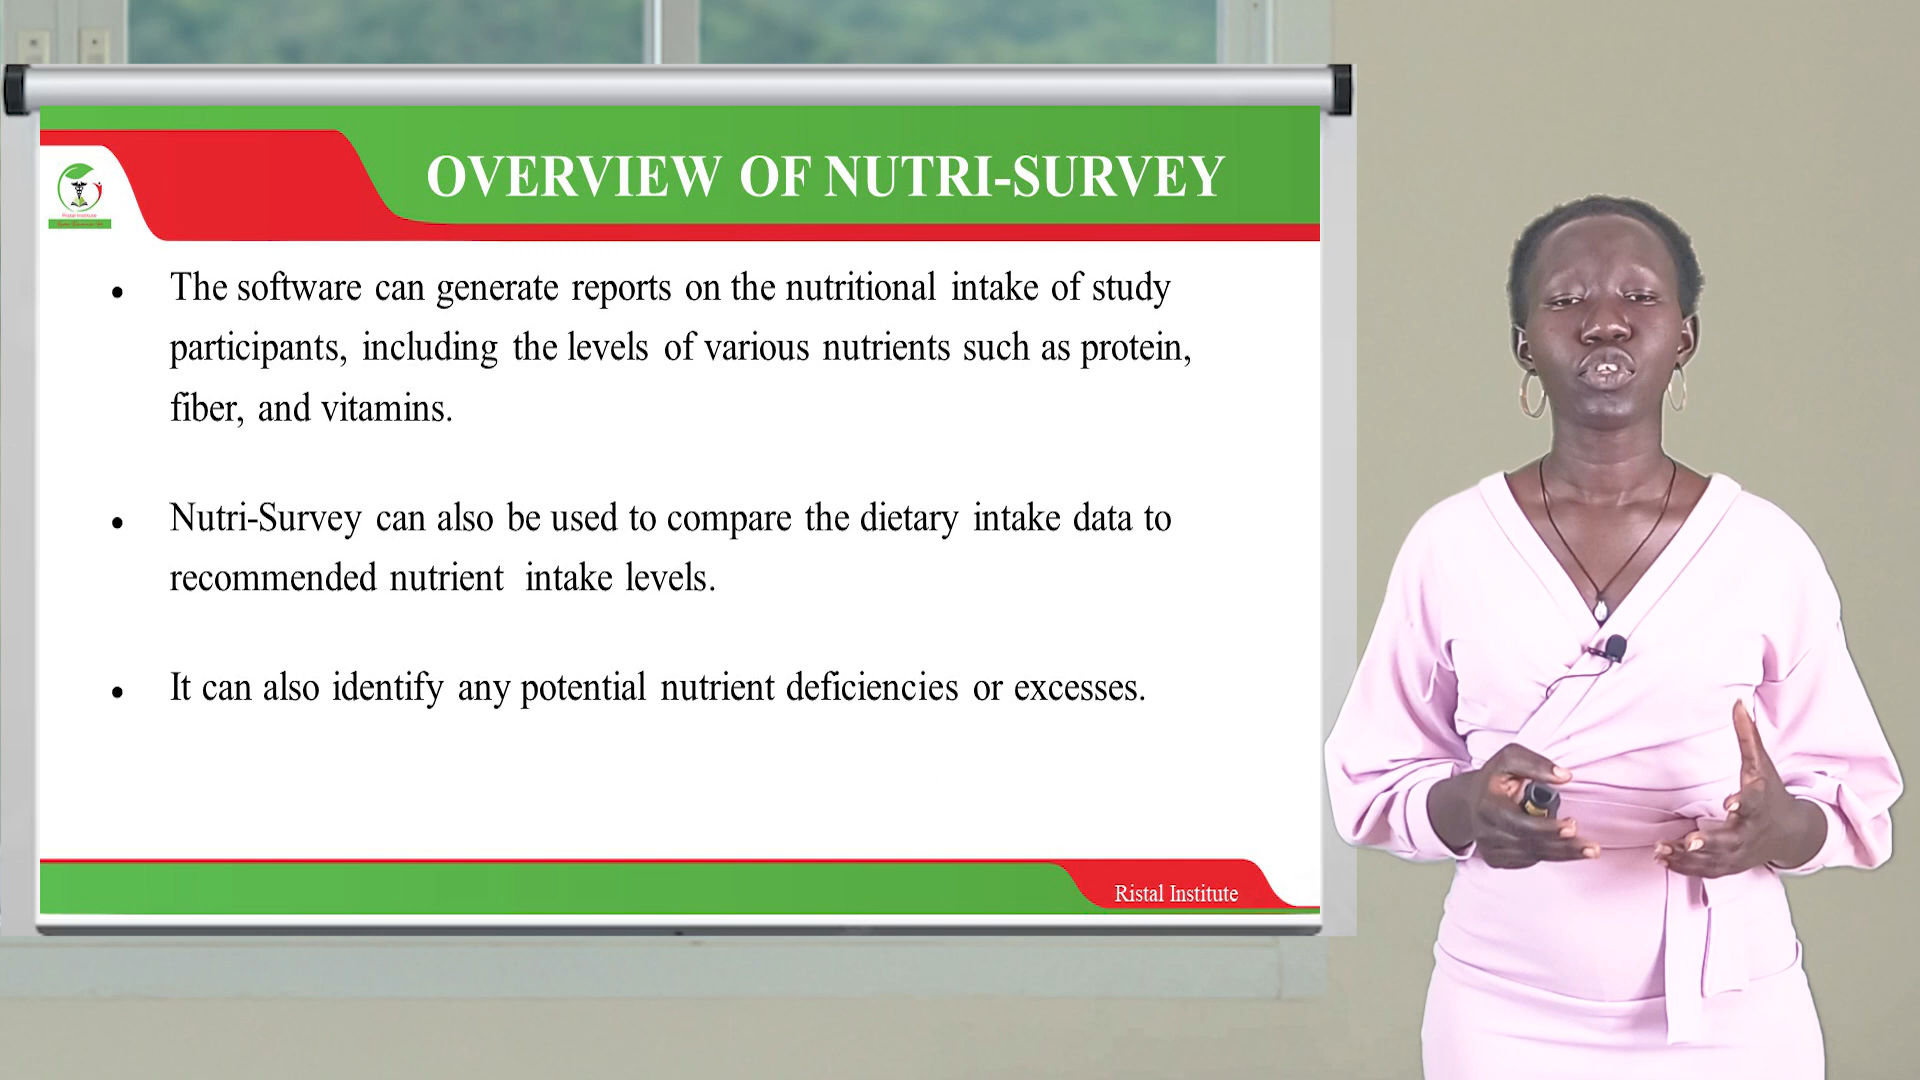 OVERVIEW OF NUTRI-SURVEY
Ristal Institute
• The software can generate reports on the nutritional intake of study
participants, including the levels of various nutrients such as protein,
fiber, and vitamins.
• Nutri-Survey can also be used to compare the dietary intake data to
recommended nutrient intake levels.
• It can also identify any potential nutrient deficiencies or excesses.
Ristal Institute